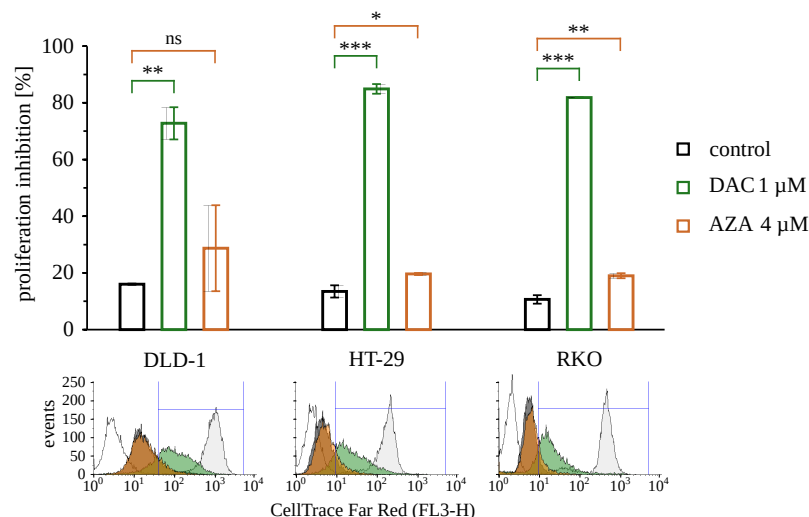 ns
*
**
**
***
***
proliferation inhibition [%]
100
80
60
40
20
0
control
DAC 1 µM
AZA 4 µM
DLD-1
HT-29
RKO
events
250
200
150
100
50
0
10⁰ 10¹ 10² 10³ 10⁴
10⁰ 10¹ 10² 10³ 10⁴
10⁰ 10¹ 10² 10³ 10⁴
CellTrace Far Red (FL3-H)